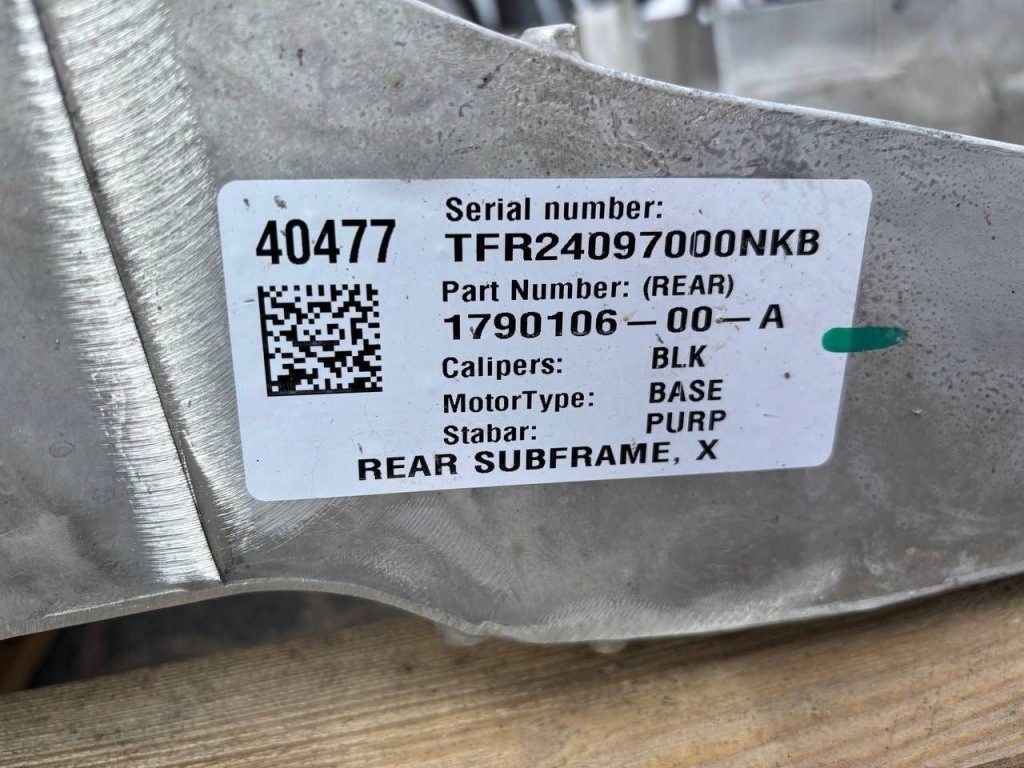 40477
Serial number:
TFR24097000NKB
Part Number: (REAR)
1790106-00-A
Calipers: BLK
MotorType: BASE
Stabar: PURP
REAR SUBFRAME, X